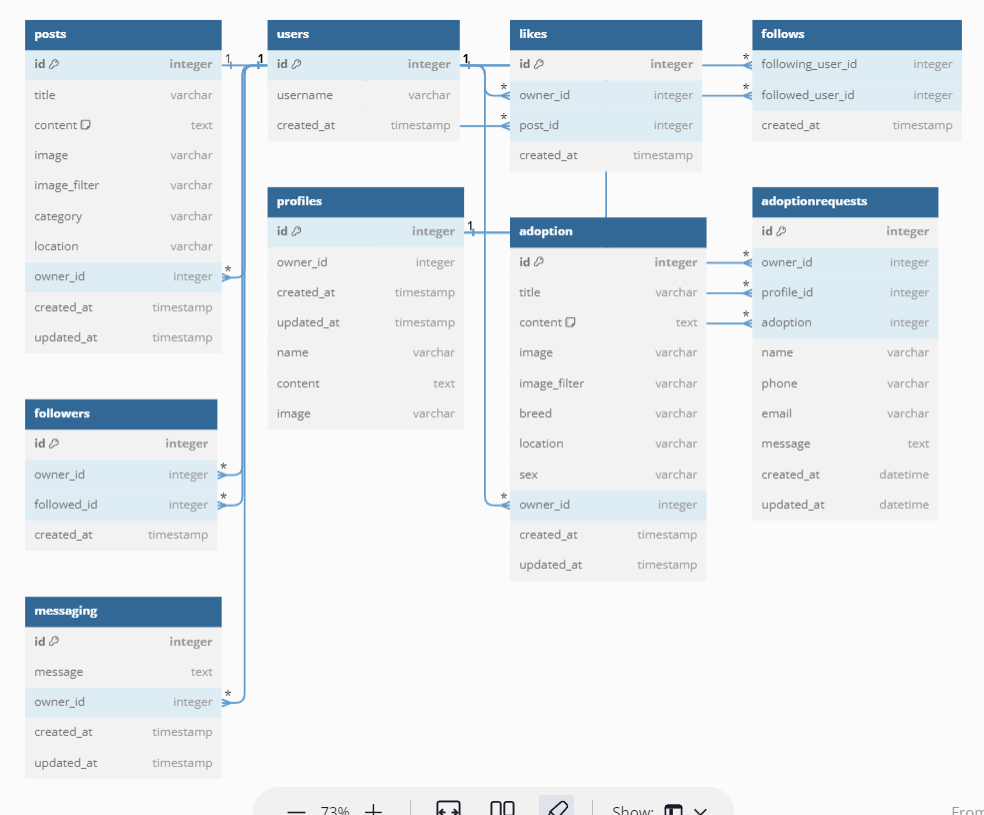 posts
id integer
title varchar
content text
image varchar
image_filter varchar
category varchar
location varchar
owner_id integer
created_at timestamp
updated_at timestamp
followers
id integer
owner_id integer
followed_id integer
created_at timestamp
messaging
id integer
message text
owner_id integer
created_at timestamp
updated_at timestamp
1
1
*
*
*
*
users
id integer
username varchar
created_at timestamp
profiles
id integer
owner_id integer
created_at timestamp
updated_at timestamp
name varchar
content text
image varchar
1
*
*
1
*
likes
id integer
owner_id integer
post_id integer
created_at timestamp
adoption
id integer
title varchar
content text
image varchar
image_filter varchar
breed varchar
location varchar
sex varchar
owner_id integer
created_at timestamp
updated_at timestamp
*
*
*
*
*
follows
following_user_id integer
followed_user_id integer
created_at timestamp
adoptionrequests
id integer
owner_id integer
profile_id integer
adoption integer
name varchar
phone varchar
email varchar
message text
created_at datetime
updated_at datetime
73% Show:
From